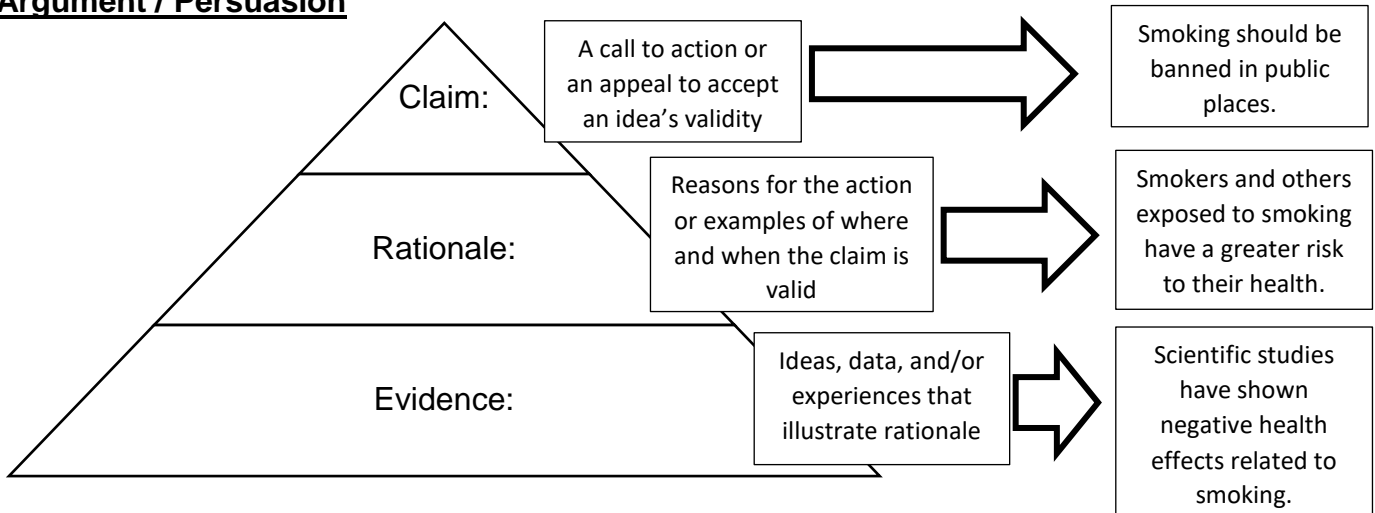 Argument / Persuasion
Claim:
A call to action or
an appeal to accept
an idea's validity
Smoking should be
banned in public
places.
Rationale:
Reasons for the action
or examples of where
and when the claim is
valid
Smokers and others
exposed to smoking
have a greater risk
to their health.
Evidence:
Ideas, data, and/or
experiences that
illustrate rationale
Scientific studies
have shown
negative health
effects related to
smoking.